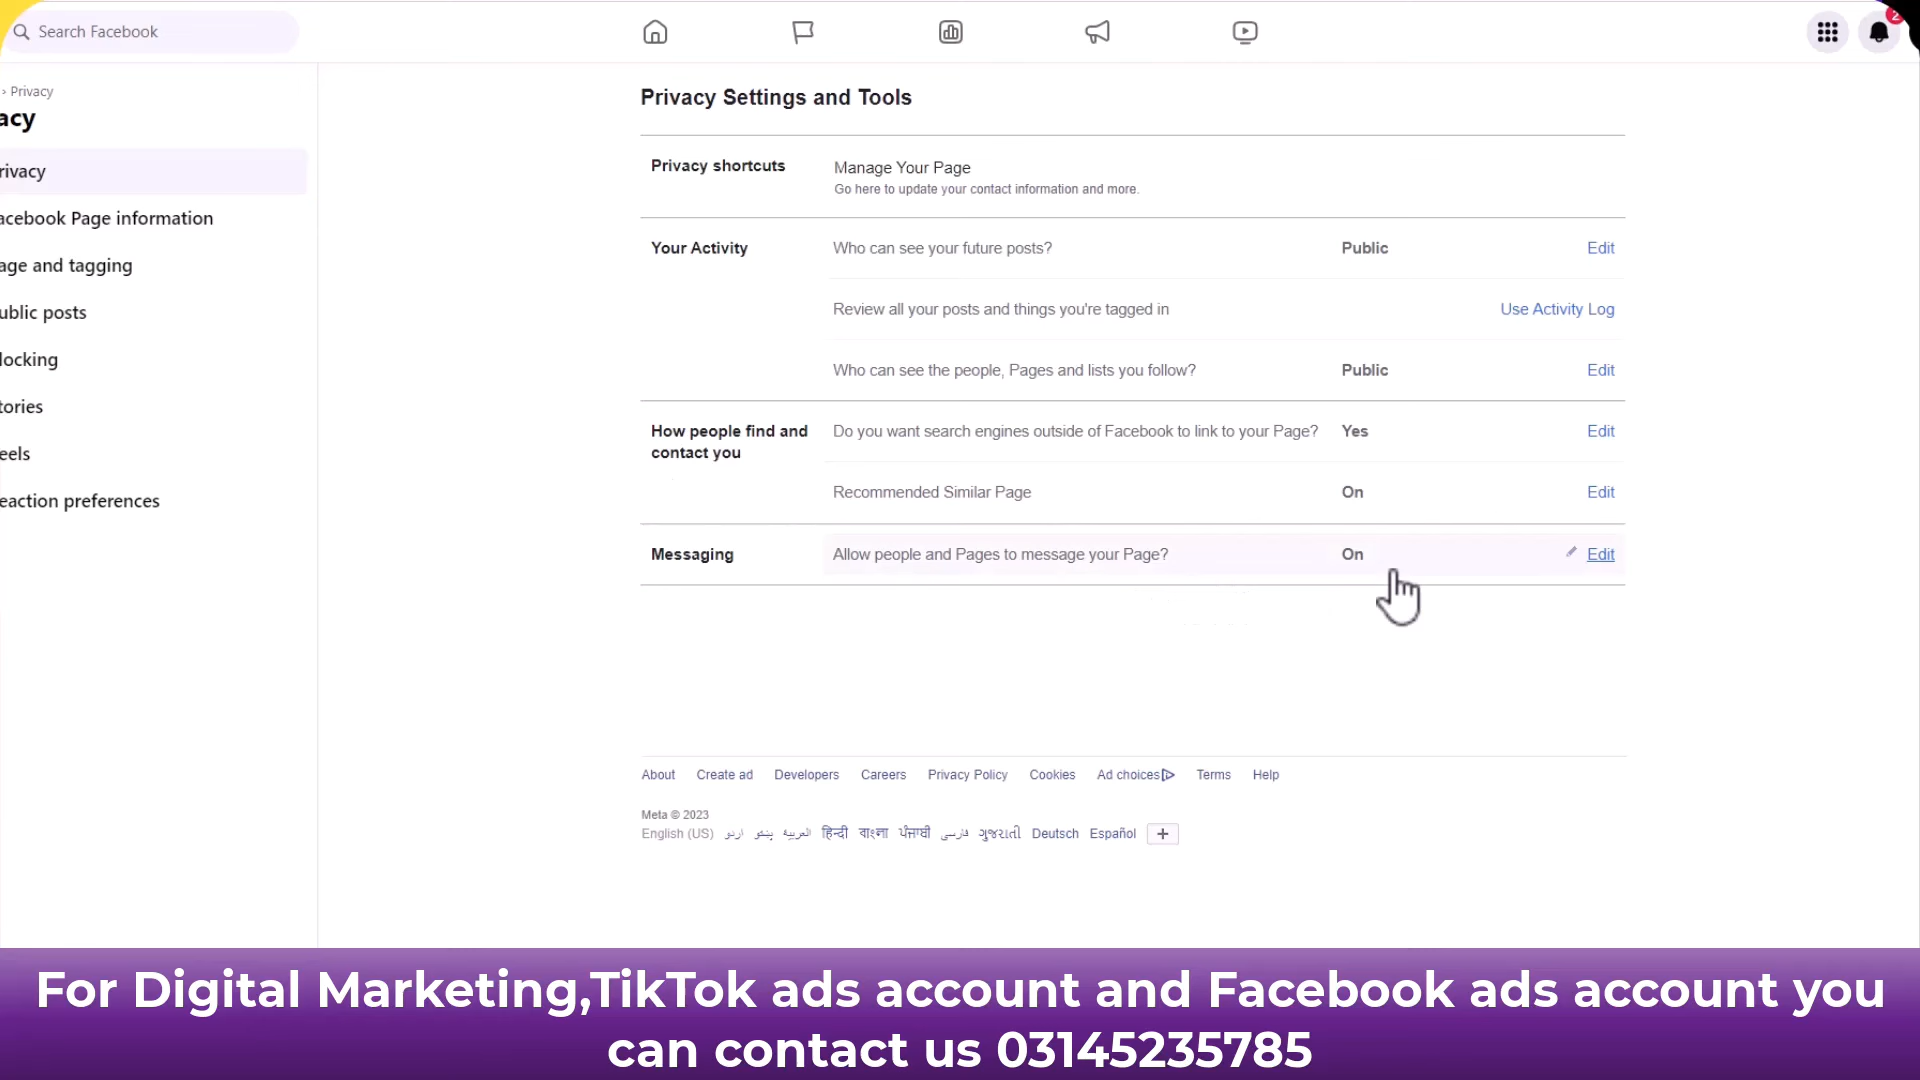 Search Facebook
2
› Privacy
acy
rivacy
acebook Page information
age and tagging
ublic posts
locking
tories
eels
eaction preferences
Privacy Settings and Tools
Privacy shortcuts
Manage Your Page
Go here to update your contact information and more.
Your Activity
Who can see your future posts? Public Edit
Review all your posts and things you're tagged in Use Activity Log
Who can see the people, Pages and lists you follow? Public Edit
How people find and
contact you
Do you want search engines outside of Facebook to link to your Page? Yes Edit
Recommended Similar Page On Edit
Messaging
Allow people and Pages to message your Page? On Edit
About Create ad Developers Careers Privacy Policy Cookies Ad choices Terms Help
Meta © 2023
English (US) اردو پښتو العربية हिन्दी বাংলা ਪੰਜਾਬੀ فارسی ગુજરાતી Deutsch Español +
For Digital Marketing,TikTok ads account and Facebook ads account you
can contact us 03145235785